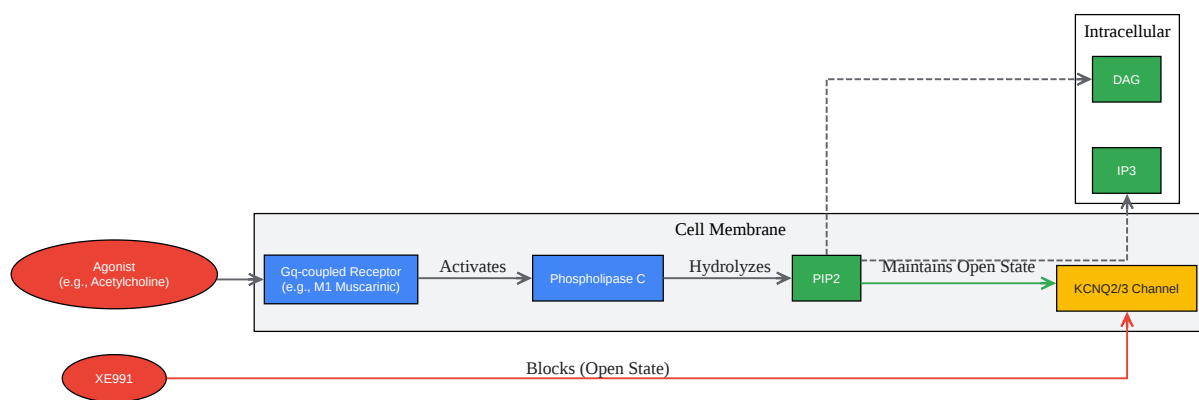 Intracellular
DAG
IP3
Cell Membrane
Agonist
(e.g., Acetylcholine)
Gq-coupled Receptor
(e.g., M1 Muscarinic)
Activates
Phospholipase C
Hydrolyzes
PIP2
Maintains Open State
KCNQ2/3 Channel
XE991
Blocks (Open State)